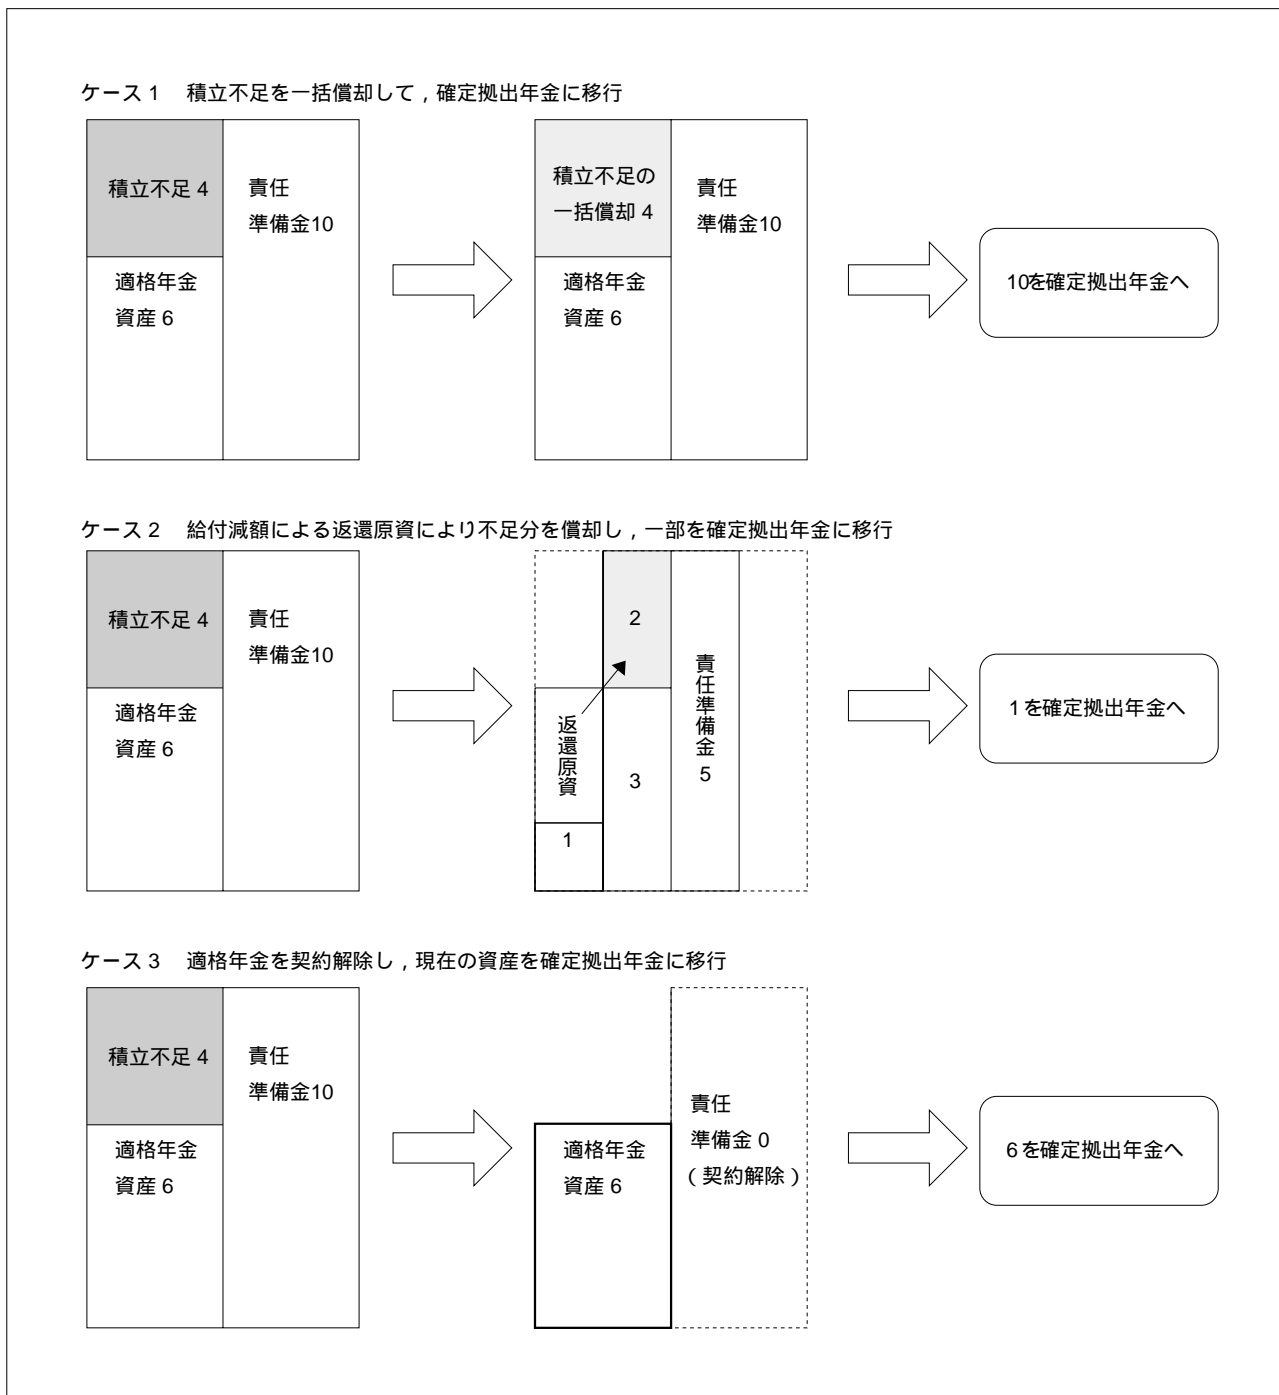 ケース 1　積立不足を一括償却して，確定拠出年金に移行
積立不足 4
責任
準備金10
適格年金
資産 6
積立不足の
一括償却 4
責任
準備金10
適格年金
資産 6
10を確定拠出年金へ
ケース 2　給付減額による返還原資により不足分を償却し，一部を確定拠出年金に移行
積立不足 4
責任
準備金10
適格年金
資産 6
2
返還原資
1
3
責任準備金 5
1を確定拠出年金へ
ケース 3　適格年金を契約解除し，現在の資産を確定拠出年金に移行
積立不足 4
責任
準備金10
適格年金
資産 6
適格年金
資産 6
責任
準備金 0
（契約解除）
6を確定拠出年金へ